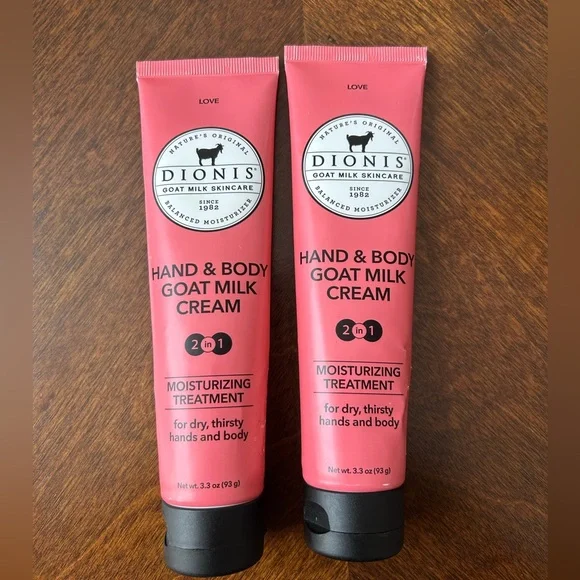 LOVE
NATURE'S ORIGINAL
DIONIS®
GOAT MILK SKINCARE
SINCE
1982
BALANCED MOISTURIZER
HAND & BODY
GOAT MILK
CREAM
2 in 1
MOISTURIZING
TREATMENT
for dry, thirsty
hands and body
Net wt. 3.3 oz (93 g)
LOVE
NATURE'S ORIGINAL
DIONIS®
GOAT MILK SKINCARE
SINCE
1982
BALANCED MOISTURIZER
HAND & BODY
GOAT MILK
CREAM
2 in 1
MOISTURIZING
TREATMENT
for dry, thirsty
hands and body
Net wt. 3.3 oz (93 g)